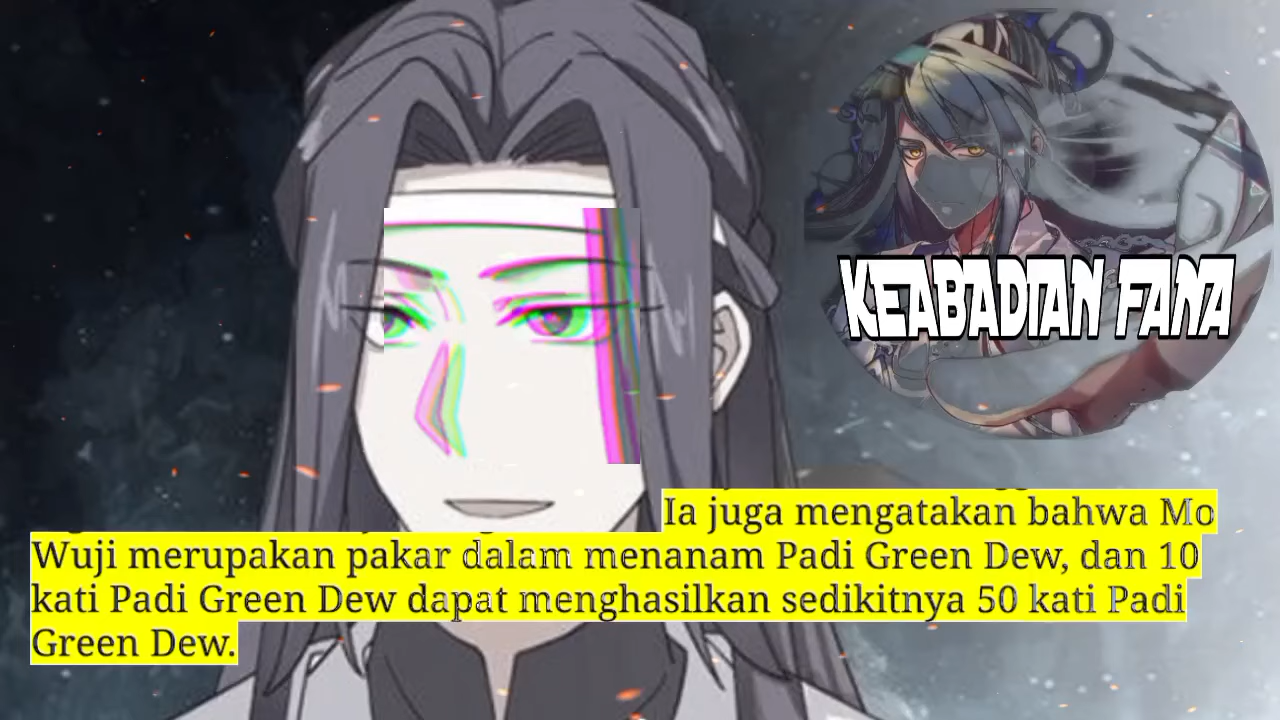 KEABADIAN FANA
Ia juga mengatakan bahwa Mo
Wuji merupakan pakar dalam menanam Padi Green Dew, dan 10
kati Padi Green Dew dapat menghasilkan sedikitnya 50 kati Padi
Green Dew.